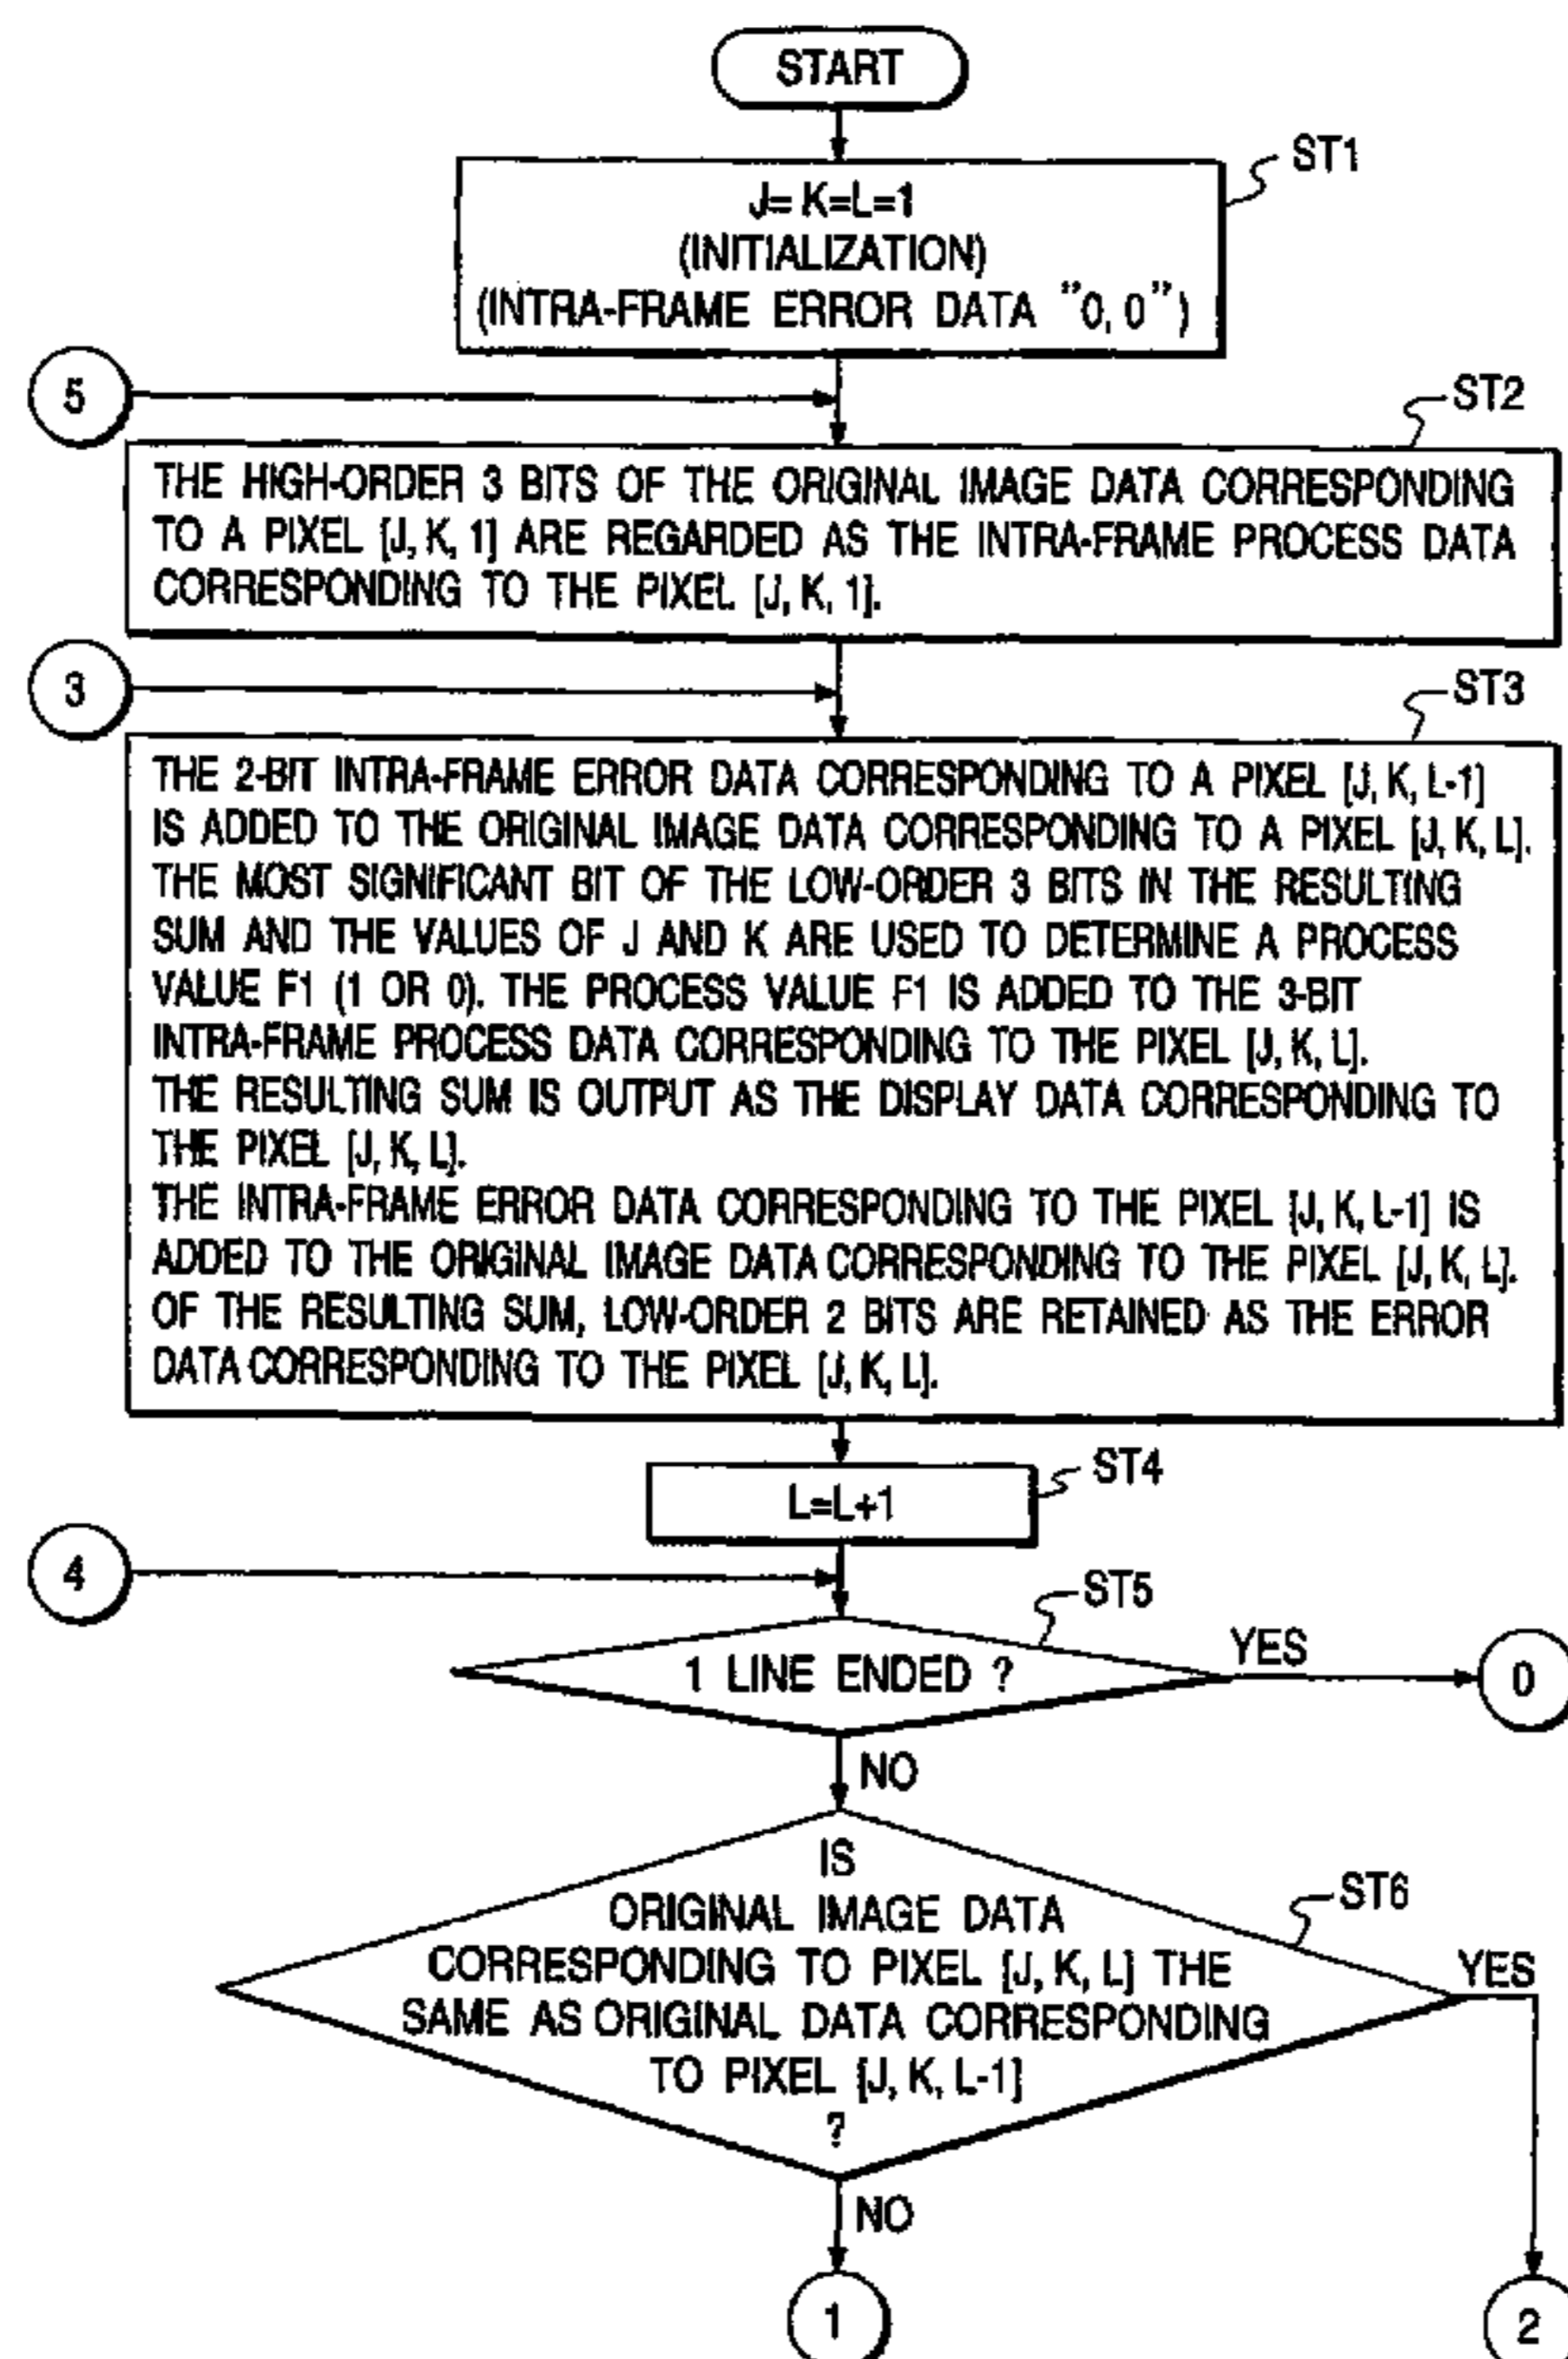 START
ST1
J= K=L=1
(INITIALIZATION)
(INTRA-FRAME ERROR DATA "0, 0")
5
ST2
THE HIGH-ORDER 3 BITS OF THE ORIGINAL IMAGE DATA CORRESPONDING
TO A PIXEL [J, K, 1] ARE REGARDED AS THE INTRA-FRAME PROCESS DATA
CORRESPONDING TO THE PIXEL [J, K, 1].
3
ST3
THE 2-BIT INTRA-FRAME ERROR DATA CORRESPONDING TO A PIXEL [J, K, L-1]
IS ADDED TO THE ORIGINAL IMAGE DATA CORRESPONDING TO A PIXEL [J, K, L].
THE MOST SIGNIFICANT BIT OF THE LOW-ORDER 3 BITS IN THE RESULTING
SUM AND THE VALUES OF J AND K ARE USED TO DETERMINE A PROCESS
VALUE F1 (1 OR 0). THE PROCESS VALUE F1 IS ADDED TO THE 3-BIT
INTRA-FRAME PROCESS DATA CORRESPONDING TO THE PIXEL [J, K, L].
THE RESULTING SUM IS OUTPUT AS THE DISPLAY DATA CORRESPONDING TO
THE PIXEL [J, K, L].
THE INTRA-FRAME ERROR DATA CORRESPONDING TO THE PIXEL [J, K, L-1] IS
ADDED TO THE ORIGINAL IMAGE DATA CORRESPONDING TO THE PIXEL [J, K, L].
OF THE RESULTING SUM, LOW-ORDER 2 BITS ARE RETAINED AS THE ERROR
DATA CORRESPONDING TO THE PIXEL [J, K, L].
ST4
L=L+1
4
ST5
1 LINE ENDED ?
YES
0
NO
IS
ORIGINAL IMAGE DATA
CORRESPONDING TO PIXEL [J, K, L] THE
SAME AS ORIGINAL DATA CORRESPONDING
TO PIXEL [J, K, L-1]
?
ST6
YES
NO
1
2